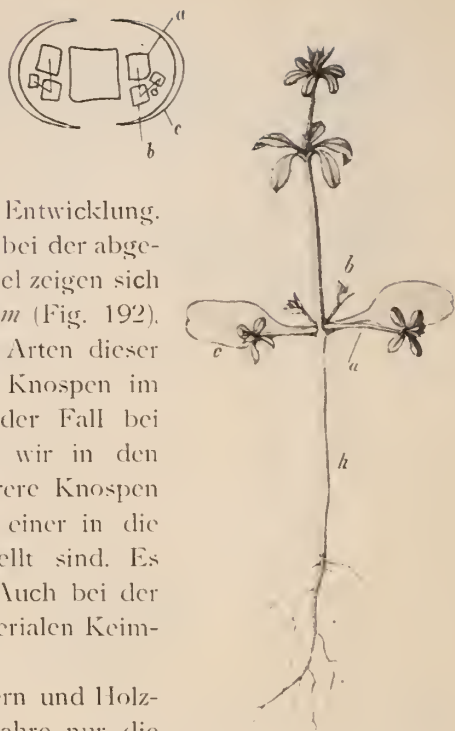 a
c
b
Entwicklung.
bei der abge-
el zeigen sich
m (Fig. 192).
Arten dieser
Knospen im
der Fall bei
wir in den
rere Knospen
einer in die
ellt sind. Es
Auch bei der
erialen Keim-
ern und Holz-
ahre nur die
b
c
a
h